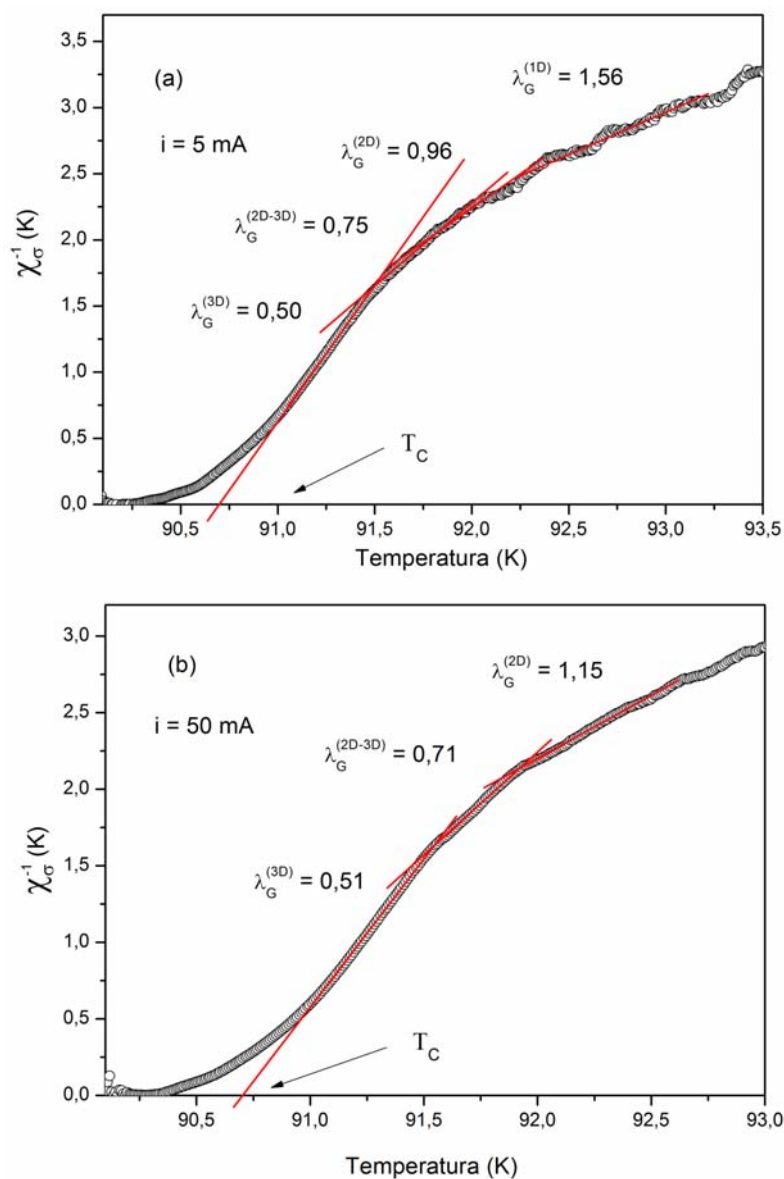 (a)
i = 5 mA
λG(1D) = 1,56
λG(2D) = 0,96
λG(2D-3D) = 0,75
λG(3D) = 0,50
TC
χσ-1 (K)
3,5
3,0
2,5
2,0
1,5
1,0
0,5
0,0
90,5 91,0 91,5 92,0 92,5 93,0 93,5
Temperatura (K)
(b)
i = 50 mA
λG(2D) = 1,15
λG(2D-3D) = 0,71
λG(3D) = 0,51
TC
χσ-1 (K)
3,0
2,5
2,0
1,5
1,0
0,5
0,0
90,5 91,0 91,5 92,0 92,5 93,0
Temperatura (K)